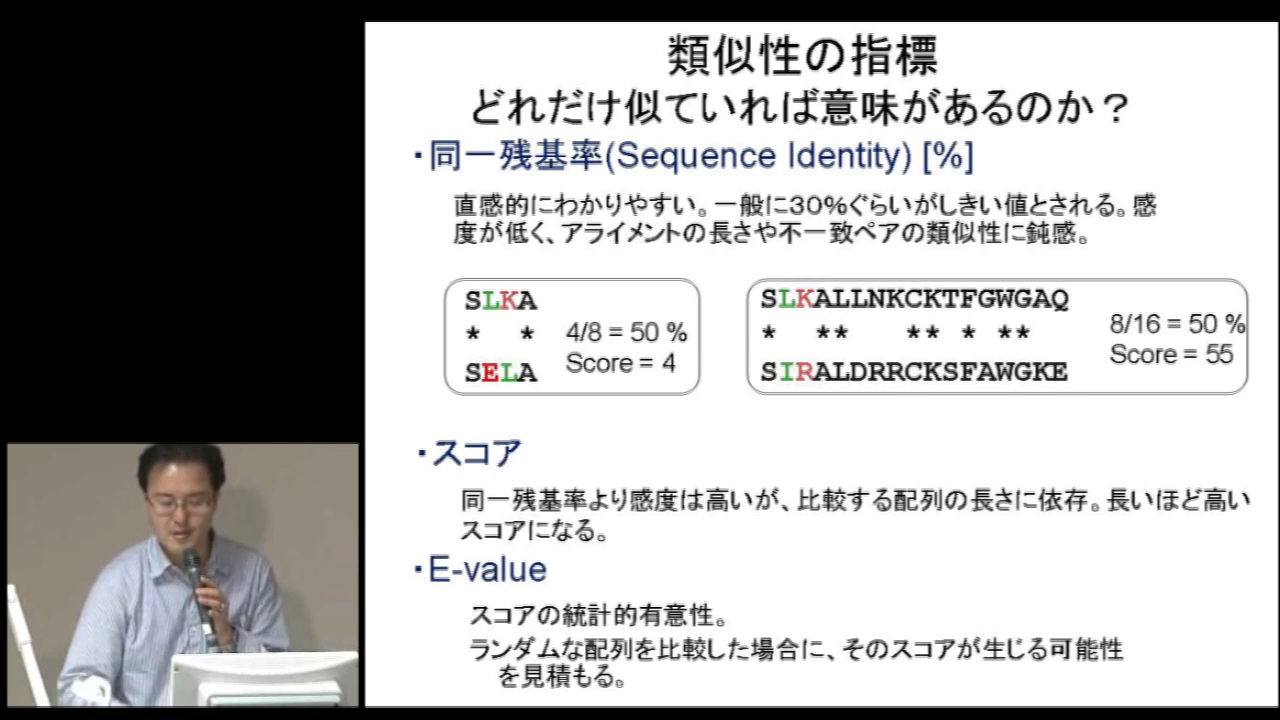 類似性の指標
どれだけ似ていれば意味があるのか？
・同一残基率(Sequence Identity) [%]
直感的にわかりやすい。一般に30%ぐらいがしきい値とされる。感
度が低く、アライメントの長さや不一致ペアの類似性に鈍感。
SLKA
* *
SELA
4/8 = 50 %
Score = 4
SLKALLNKCKTFGWGAQ
* ** ** * **
SIRALDRRCKSFAWGKE
8/16 = 50 %
Score = 55
・スコア
同一残基率より感度は高いが、比較する配列の長さに依存。長いほど高い
スコアになる。
・E-value
スコアの統計的有意性。
ランダムな配列を比較した場合に、そのスコアが生じる可能性
を見積もる。